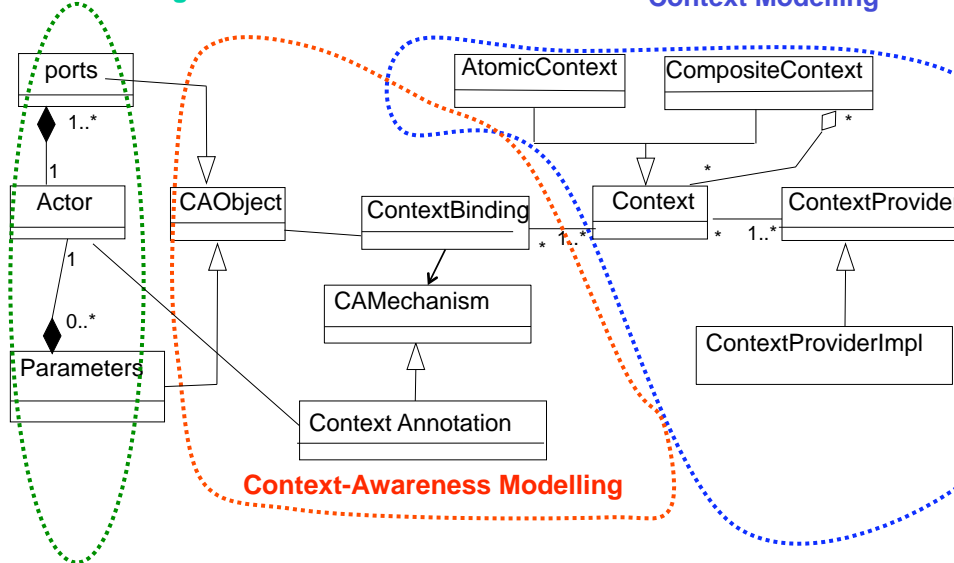 Context Modelling
ports
AtomicContext
CompositeContext
1..*
*
1
*
Actor
CAObject
ContextBinding
Context
ContextProvider
*
1..*
*
1..*
1
CAMechanism
0..*
ContextProviderImpl
Parameters
Context Annotation
Context-Awareness Modelling